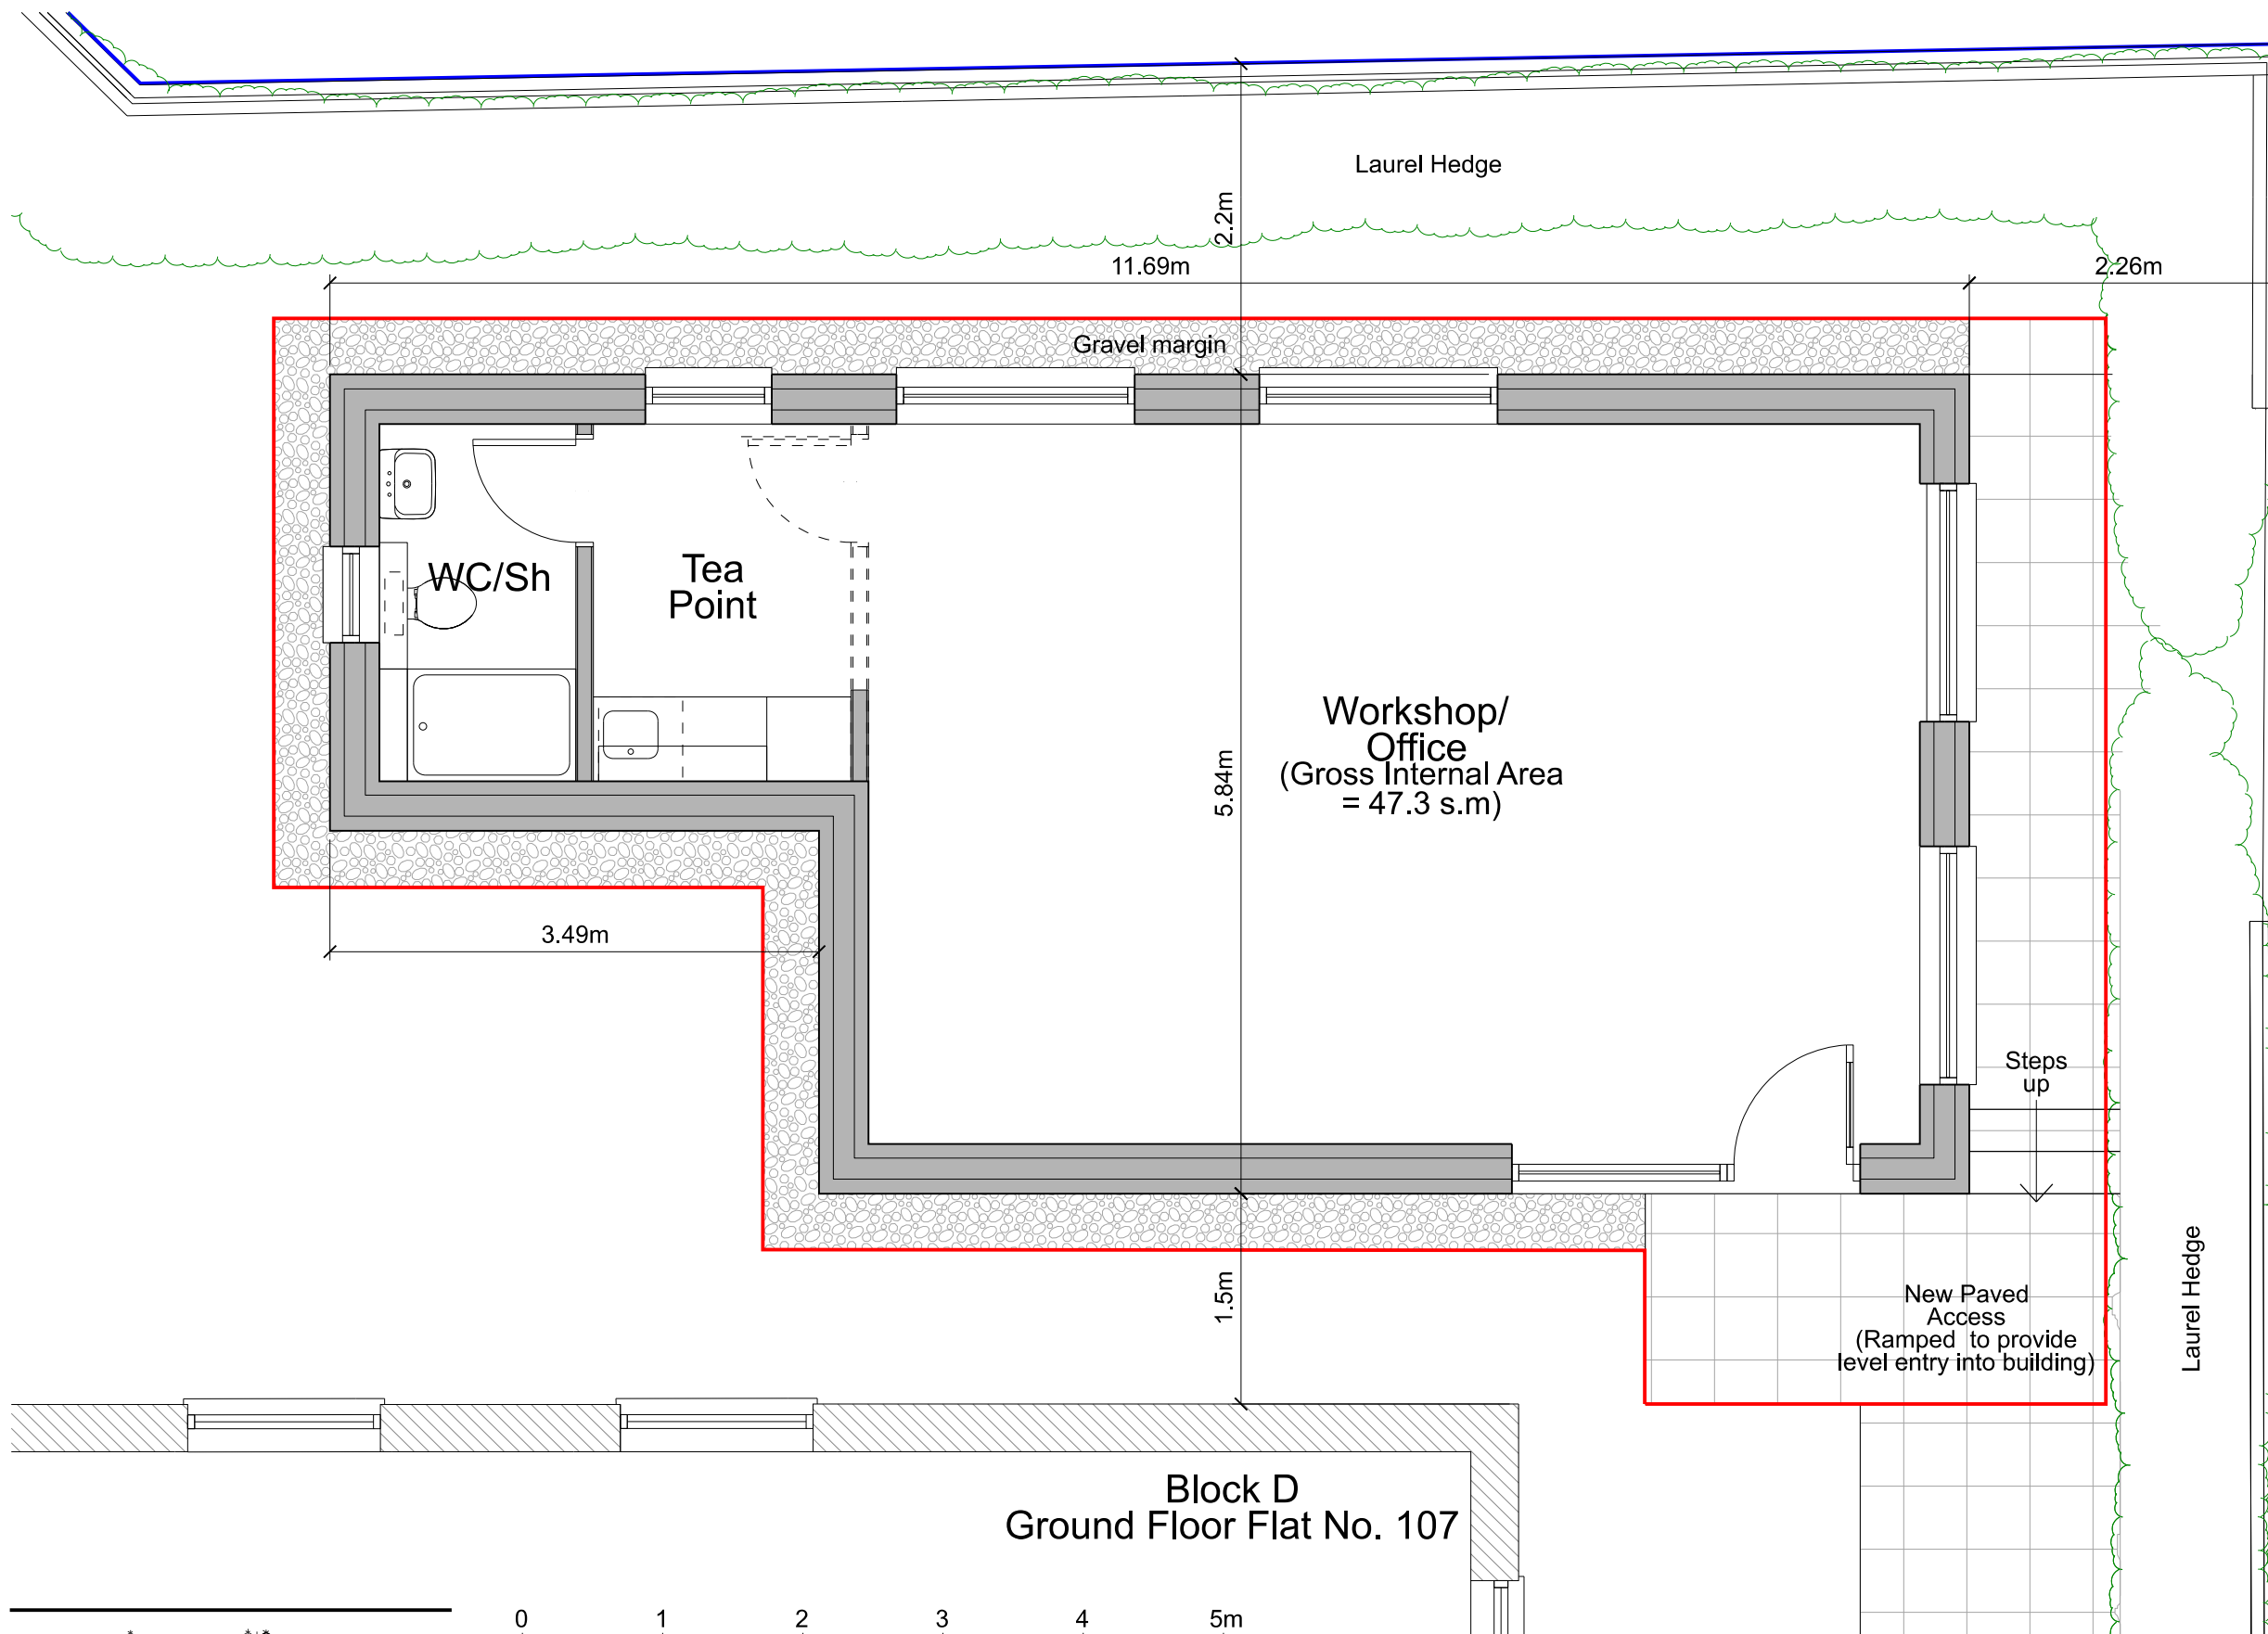 Laurel Hedge
2.2m
11.69m
2.26m
Gravel margin
WC/Sh
Tea
Point
Workshop/
Office
(Gross Internal Area
= 47.3 s.m)
5.84m
3.49m
Steps
up
1.5m
New Paved
Access
(Ramped to provide
level entry into building)
Laurel Hedge
Block D
Ground Floor Flat No. 107
0 1 2 3 4 5m